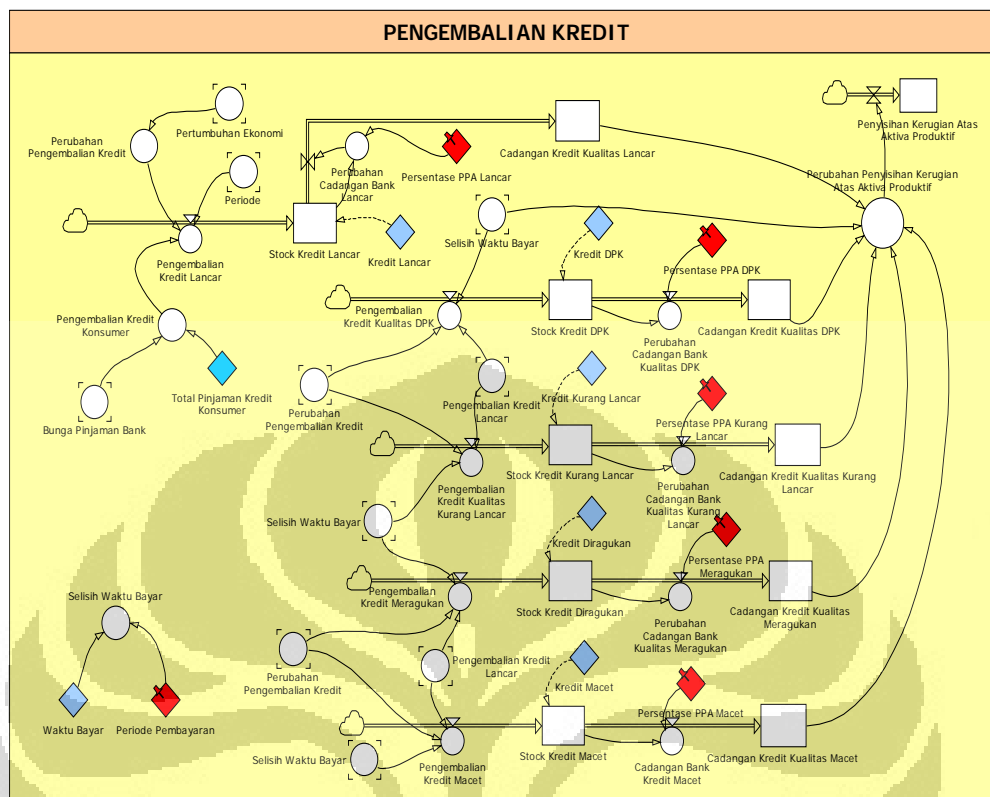 PENGEMBALIAN KREDIT
Pertumbuhan Ekonomi
Perubahan
Pengembalian Kredit
Periode
Perubahan
Cadangan Bank
Lancar
Persentase PPA Lancar
Cadangan Kredit Kualitas Lancar
Penyisihan Kerugian Atas
Aktiva Produktif
Perubahan Penyisihan Kerugian
Atas Aktiva Produktif
Pengembalian
Kredit Lancar
Stock Kredit Lancar
Kredit Lancar
Selisih Waktu Bayar
Kredit DPK
Persentase PPA DPK
Pengembalian
Kredit Kualitas DPK
Stock Kredit DPK
Perubahan
Cadangan Bank
Kualitas DPK
Cadangan Kredit Kualitas DPK
Pengembalian Kredit
Konsumer
Total Pinjaman Kredit
Konsumer
Bunga Pinjaman Bank
Perubahan
Pengembalian Kredit
Pengembalian Kredit
Lancar
Kredit Kurang Lancar
Persentase PPA Kurang
Lancar
Pengembalian
Kredit Kualitas
Kurang Lancar
Stock Kredit Kurang Lancar
Perubahan
Cadangan Bank
Kualitas Kurang
Lancar
Cadangan Kredit Kualitas Kurang
Lancar
Selisih Waktu Bayar
Kredit Diragukan
Persentase PPA
Meragukan
Pengembalian
Kredit Meragukan
Stock Kredit Diragukan
Perubahan
Cadangan Bank
Kualitas Meragukan
Cadangan Kredit Kualitas
Meragukan
Selisih Waktu Bayar
Waktu Bayar
Periode Pembayaran
Perubahan
Pengembalian Kredit
Pengembalian Kredit
Lancar
Kredit Macet
Persentase PPA Macet
Selisih Waktu Bayar
Pengembalian
Kredit Macet
Stock Kredit Macet
Cadangan Bank
Kredit Macet
Cadangan Kredit Kualitas Macet